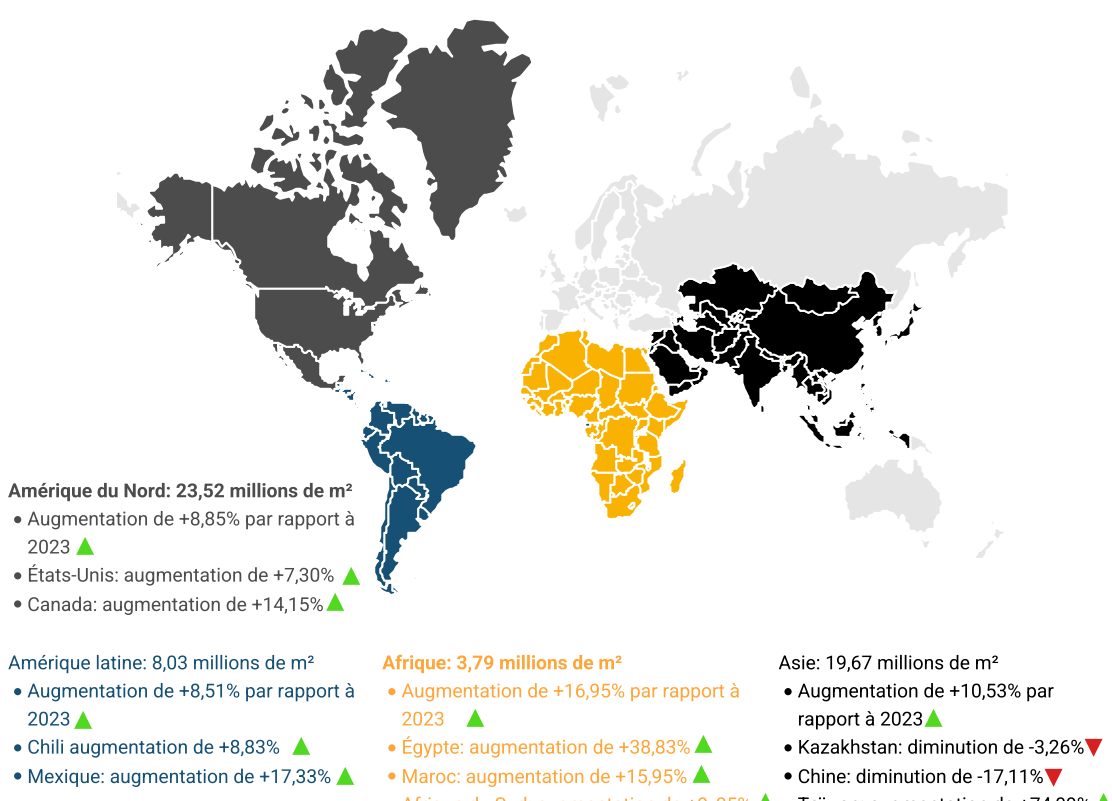 Amérique du Nord: 23,52 millions de m²
• Augmentation de +8,85% par rapport à
2023
• États-Unis: augmentation de +7,30%
• Canada: augmentation de +14,15%
Amérique latine: 8,03 millions de m²
• Augmentation de +8,51% par rapport à
2023
• Chili augmentation de +8,83%
• Mexique: augmentation de +17,33%
Afrique: 3,79 millions de m²
• Augmentation de +16,95% par rapport à
2023
• Égypte: augmentation de +38,83%
• Maroc: augmentation de +15,95%
Asie: 19,67 millions de m²
• Augmentation de +10,53% par
rapport à 2023
• Kazakhstan: diminution de -3,26%
• Chine: diminution de -17,11%